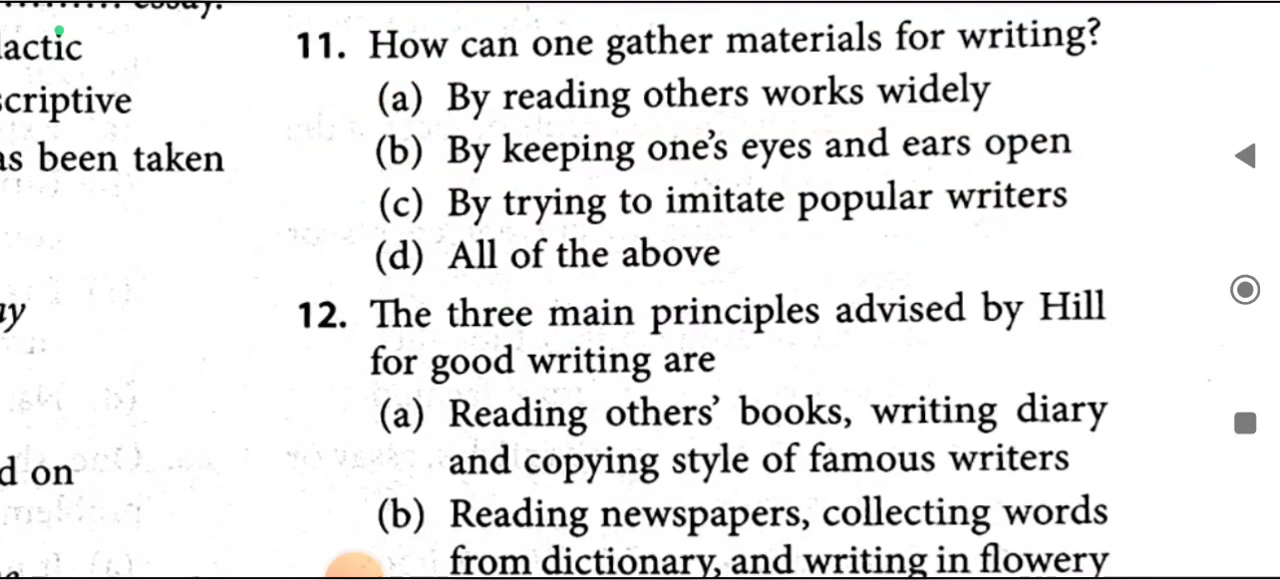 lactic
scriptive
as been taken
d on
11. How can one gather materials for writing?
(a) By reading others works widely
(b) By keeping one's eyes and ears open
(c) By trying to imitate popular writers
(d) All of the above
12. The three main principles advised by Hill
for good writing are
(a) Reading others' books, writing diary
and copying style of famous writers
(b) Reading newspapers, collecting words
from dictionary, and writing in flowery